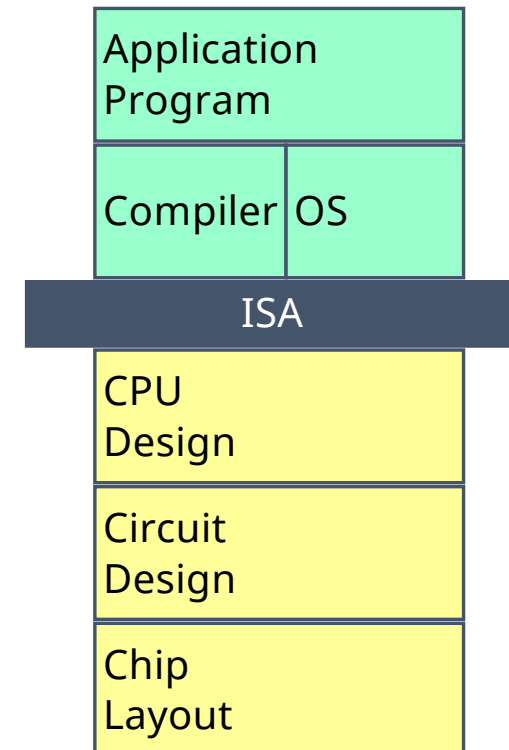 Application
Program
Compiler
OS
ISA
CPU
Design
Circuit
Design
Chip
Layout